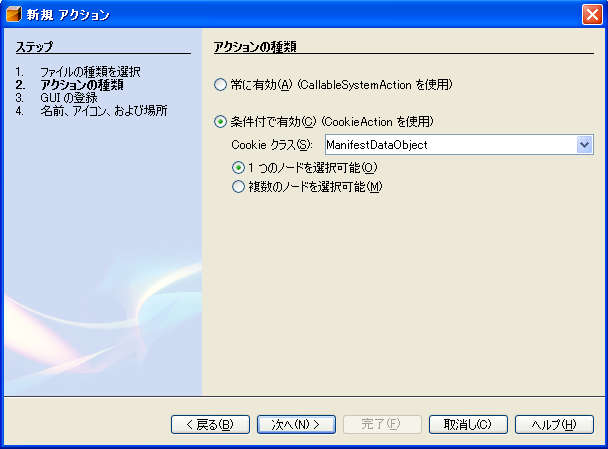 新規 アクション
ステップ
1. ファイルの種類を選択
2. アクションの種類
3. GUI の登録
4. 名前、アイコン、および場所
アクションの種類
常に有効(A) (CallableSystemAction を使用)
条件付で有効(C) (CookieAction を使用)
Cookie クラス(S): ManifestDataObject
1 つのノードを選択可能(O)
複数のノードを選択可能(M)
< 戻る(B) 次へ(N) > 完了(F) 取消し(C) ヘルプ(H)